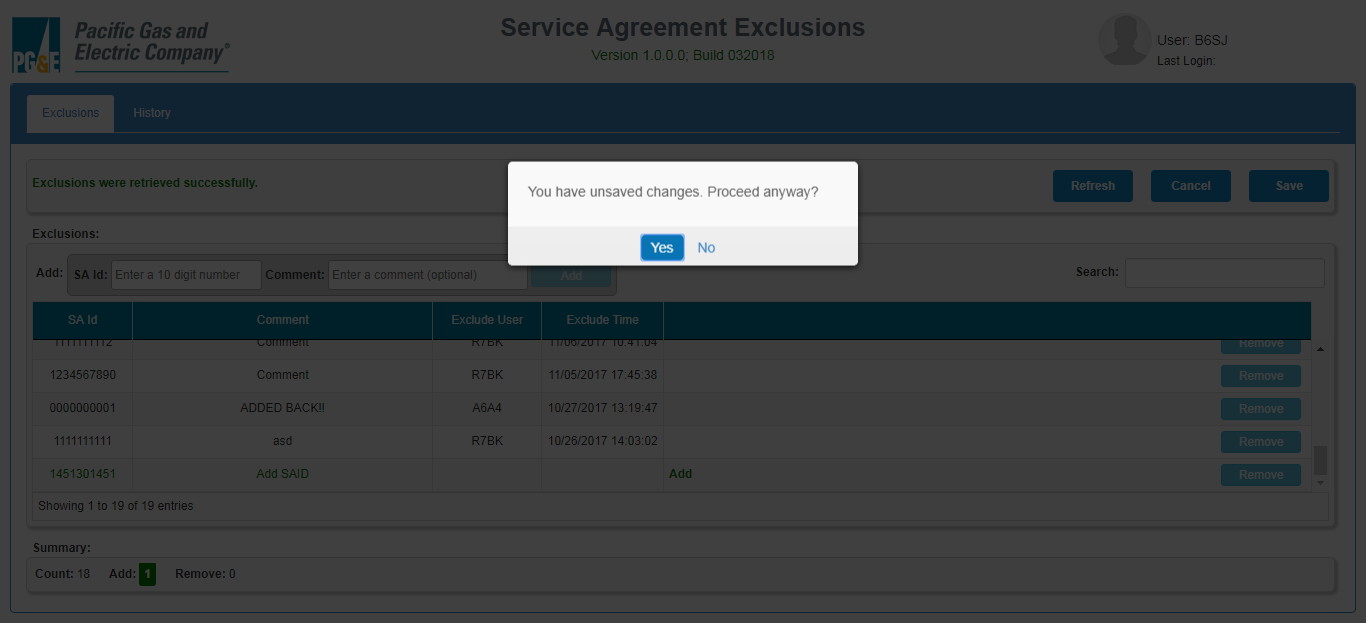 Pacific Gas and
Electric Company®
PG&E
Service Agreement Exclusions
Version 1.0.0.0; Build 032018
User: B6SJ
Last Login:
Exclusions History
Exclusions were retrieved successfully.
Refresh Cancel Save
You have unsaved changes. Proceed anyway?
Yes No
Exclusions:
Add: SA Id: Enter a 10 digit number Comment: Enter a comment (optional) Add Search:
SA Id Comment Exclude User Exclude Time
1111111112 Comment R7BK 11/06/2017 10:41:04 Remove
1234567890 Comment R7BK 11/05/2017 17:45:38 Remove
0000000001 ADDED BACK!! A6A4 10/27/2017 13:19:47 Remove
1111111111 asd R7BK 10/26/2017 14:03:02 Remove
1451301451 Add SAID Add Remove
Showing 1 to 19 of 19 entries
Summary:
Count: 18 Add: 1 Remove: 0